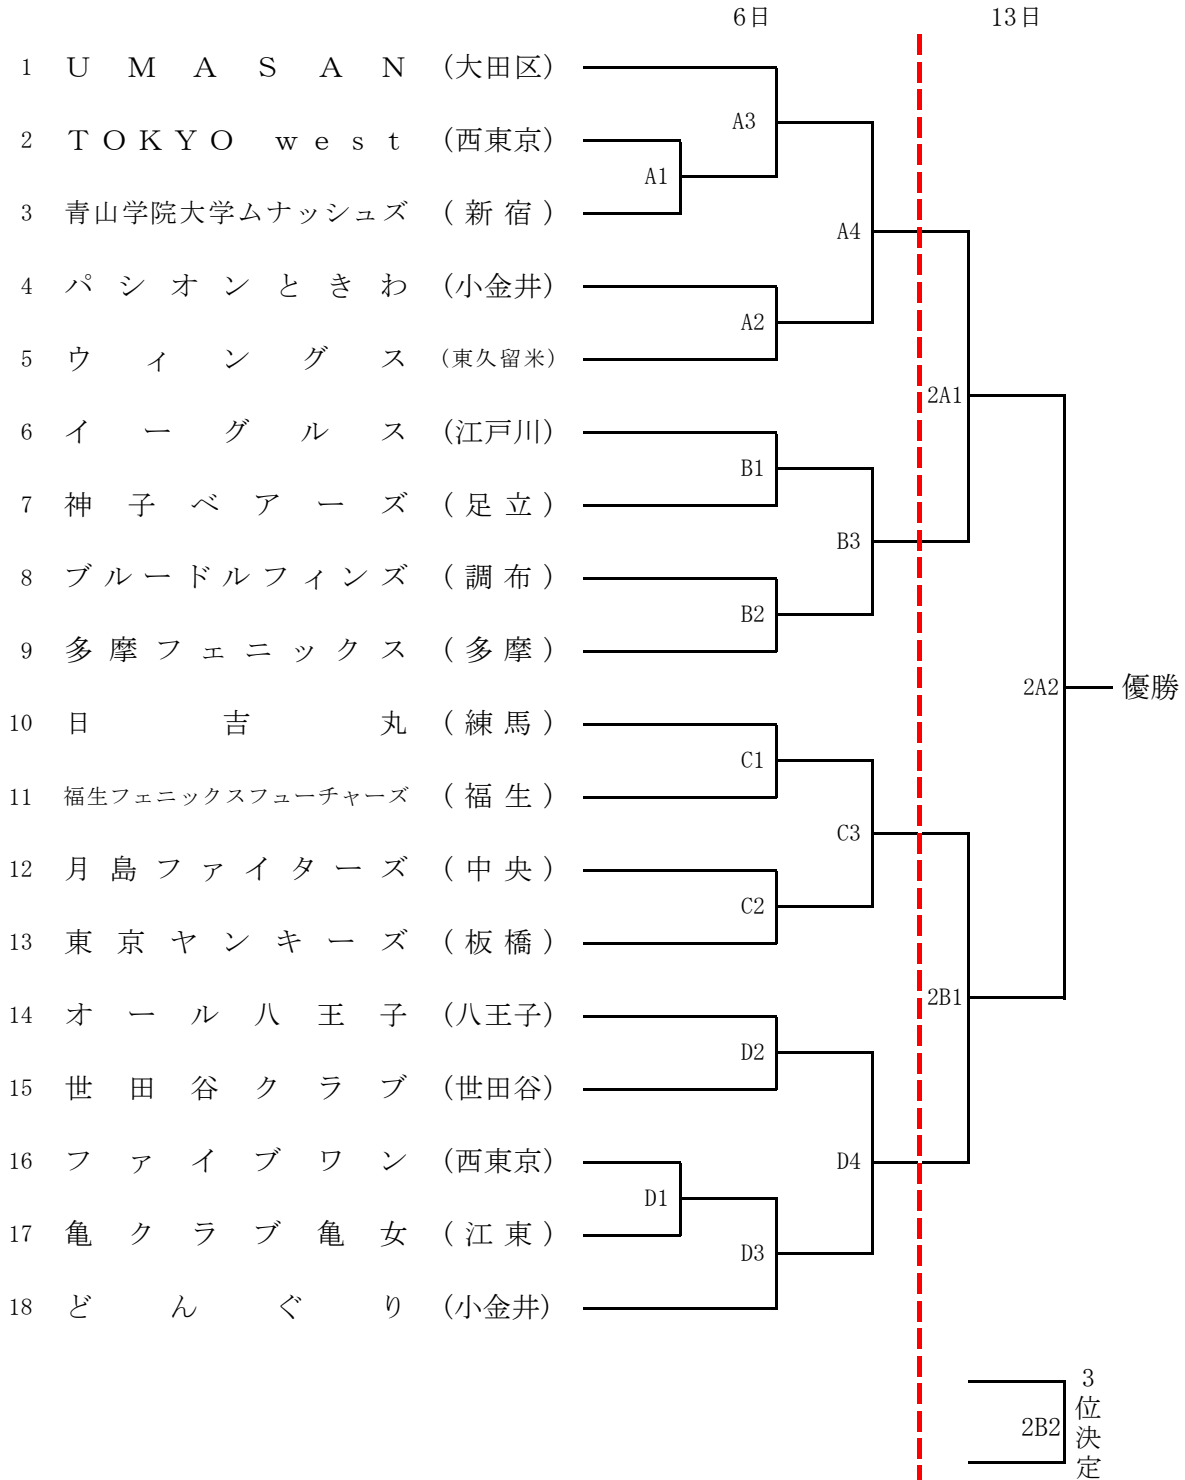 6日 13日
1 ＵＭＡＳＡＮ (大田区)
A3
2 ＴＯＫＹＯ ｗｅｓｔ (西東京)
A1
3 青山学院大学ムナッシュズ (新宿)
A4
4 パシオンときわ (小金井)
A2
5 ウィングス (東久留米)
2A1
6 イーグルス (江戸川)
B1
7 神子ベアーズ (足立)
B3
8 ブルードルフィンズ (調布)
B2
9 多摩フェニックス (多摩)
2A2 優勝
10 日吉丸 (練馬)
C1
11 福生フェニックスフューチャーズ (福生)
C3
12 月島ファイターズ (中央)
C2
13 東京ヤンキーズ (板橋)
2B1
14 オール八王子 (八王子)
D2
15 世田谷クラブ (世田谷)
16 ファイブワン (西東京)
D4
D1
17 亀クラブ亀女 (江東)
D3
18 どんぐり (小金井)
2B2
3位決定